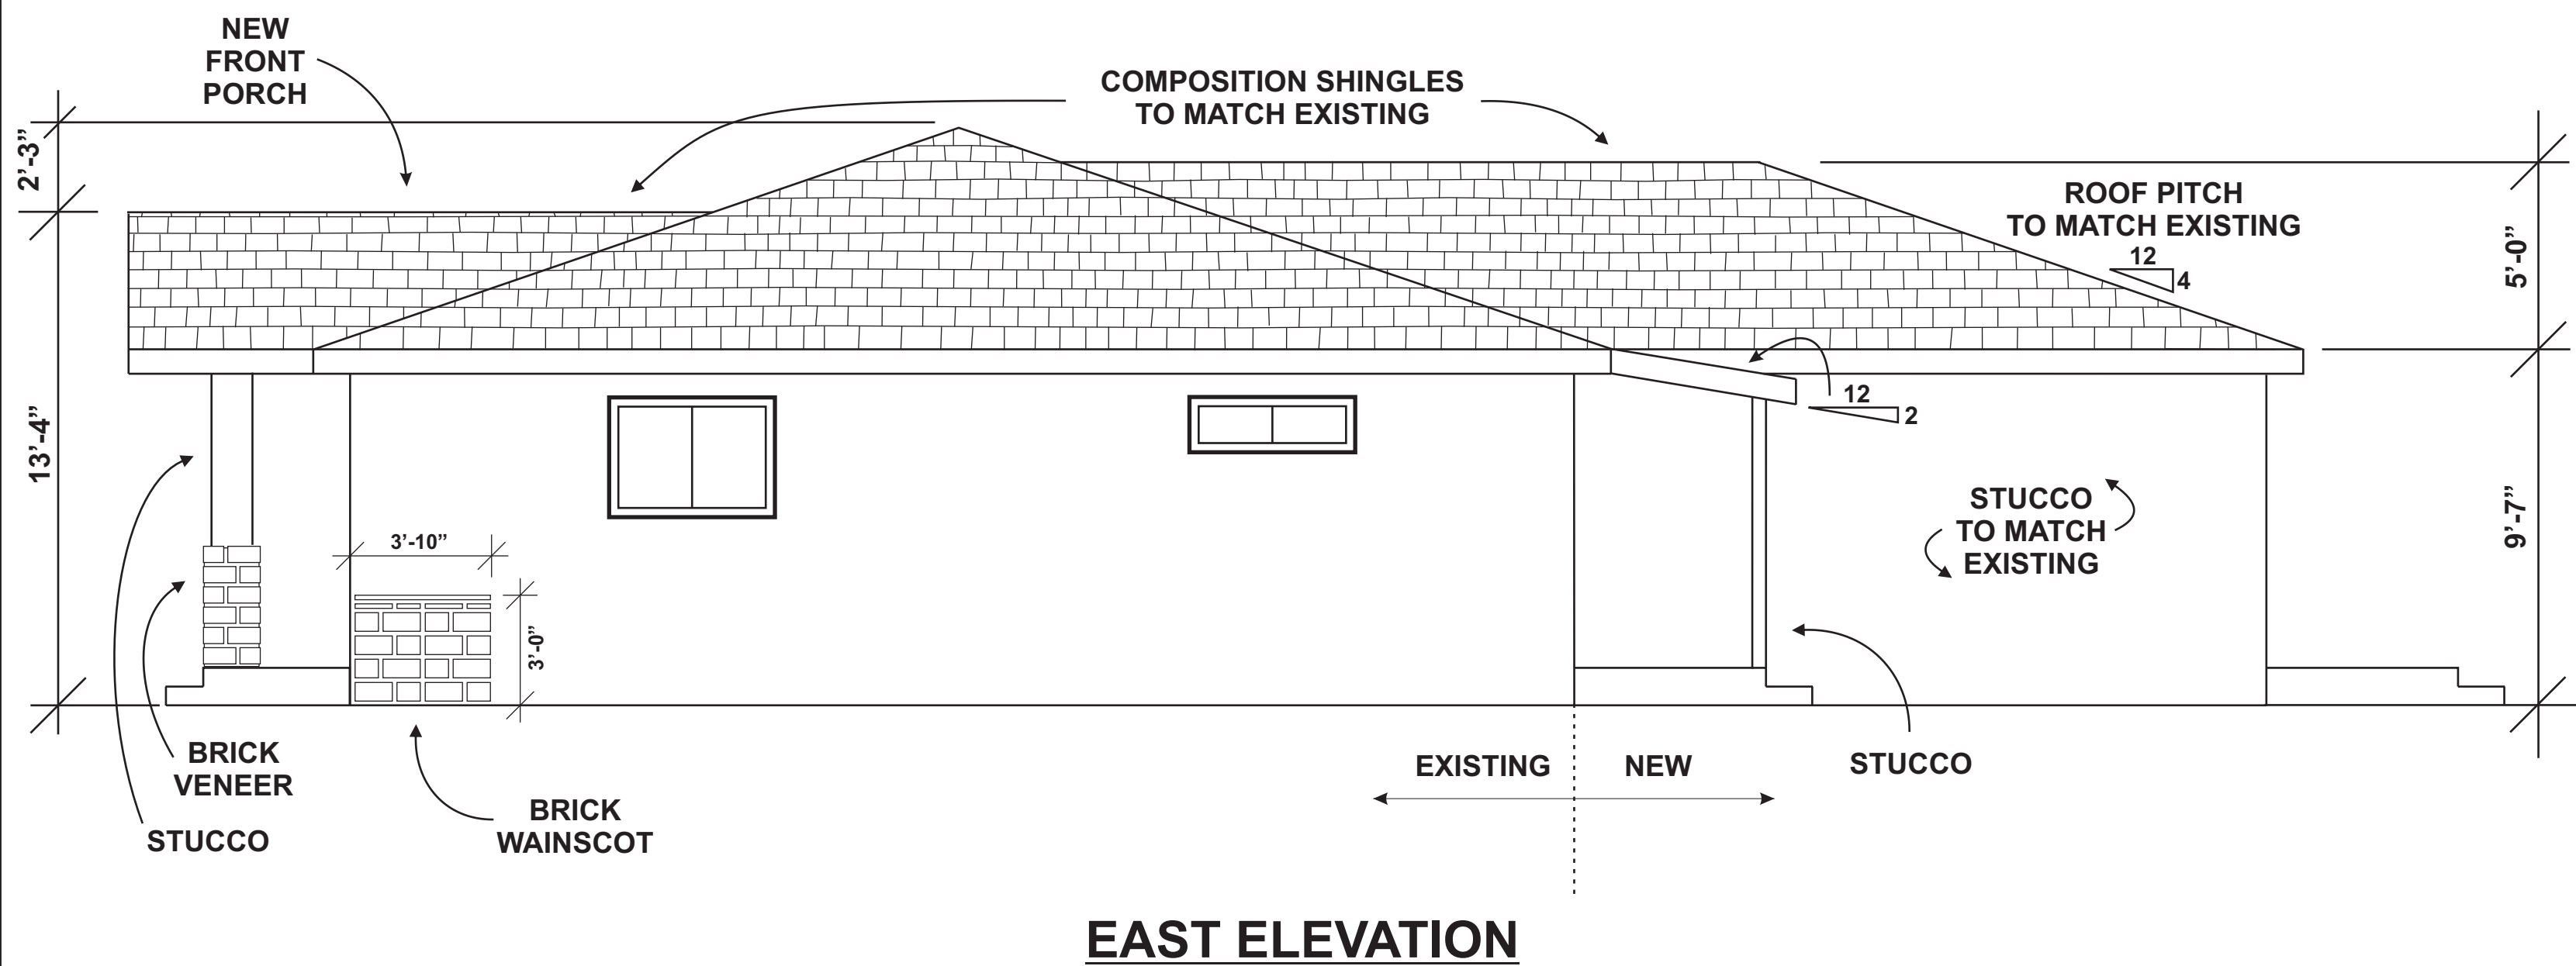 NEW
FRONT
PORCH
COMPOSITION SHINGLES
TO MATCH EXISTING
2’-3”
13’-4”
ROOF PITCH
TO MATCH EXISTING
12
4
5’-0”
12
2
9’-7”
STUCCO
TO MATCH
EXISTING
3’-10”
3’-0”
BRICK
VENEER
STUCCO
BRICK
WAINSCOT
EXISTING
NEW
STUCCO
EAST ELEVATION